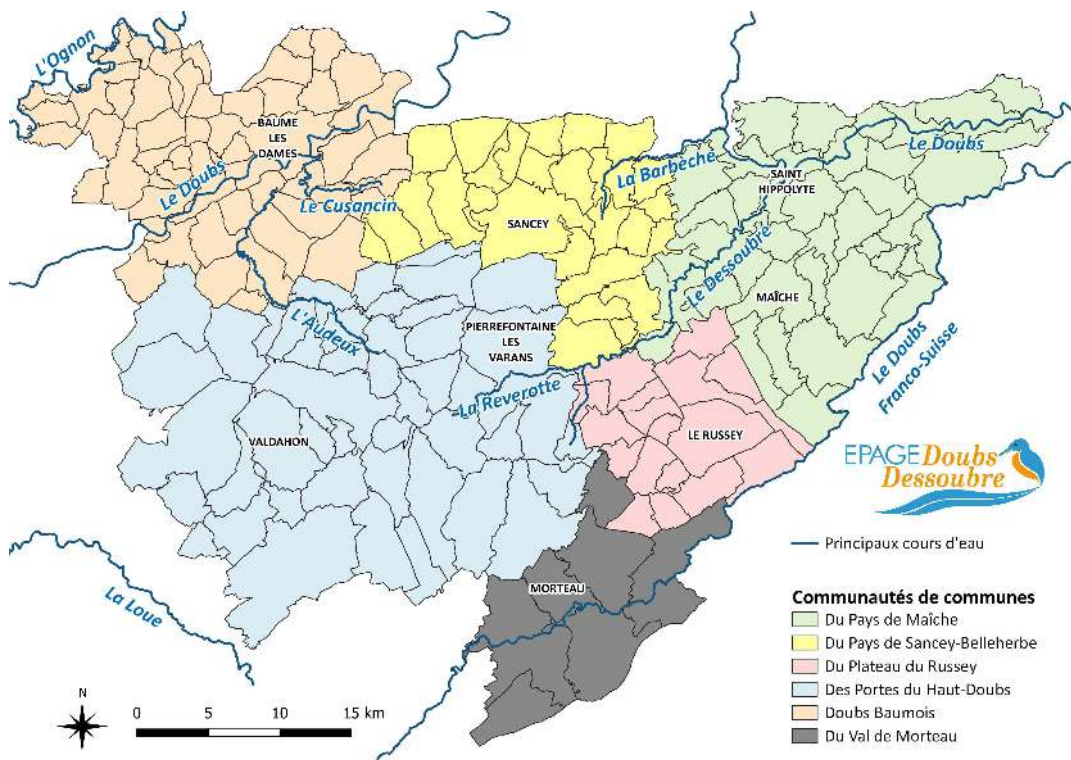 L'Ognon
BAUME
LES
DAMES
Le Doubs
Le Cusancin
La Barbèche
SANCEY
SAINT
HIPPOLYTE
Le Doubs
Le Dessoubre
MAÎCHE
L'Audeux
PIERREFONTAINE
LES
VARANS
La Reverotte
Le Doubs
Franco-Suisse
VALDAHON
LE RUSSEY
EPAGE Doubs
Dessoubre
Principaux cours d'eau
MORTEAU
La Loue
Communautés de communes
Du Pays de Maîche
Du Pays de Sancey-Belleherbe
Du Plateau du Russey
Des Portes du Haut-Doubs
Doubs Baumois
Du Val de Morteau
N
0 5 10 15 km